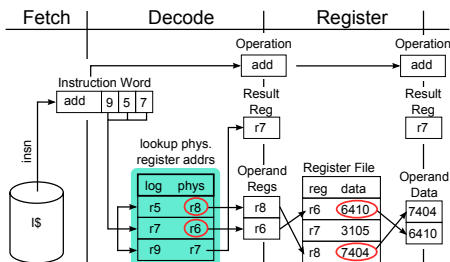 Fetch Decode Register
Operation Operation
add add
Instruction Word
add 9 5 7
Result Reg
r7
Result Reg
r7
insn
I$
lookup phys.
register addrs
log phys
r5 r8
r7 r6
r9 r7
Operand Regs
r8
r6
Register File
reg data
r6 6410
r7 3105
r8 7404
Operand Data
7404
6410